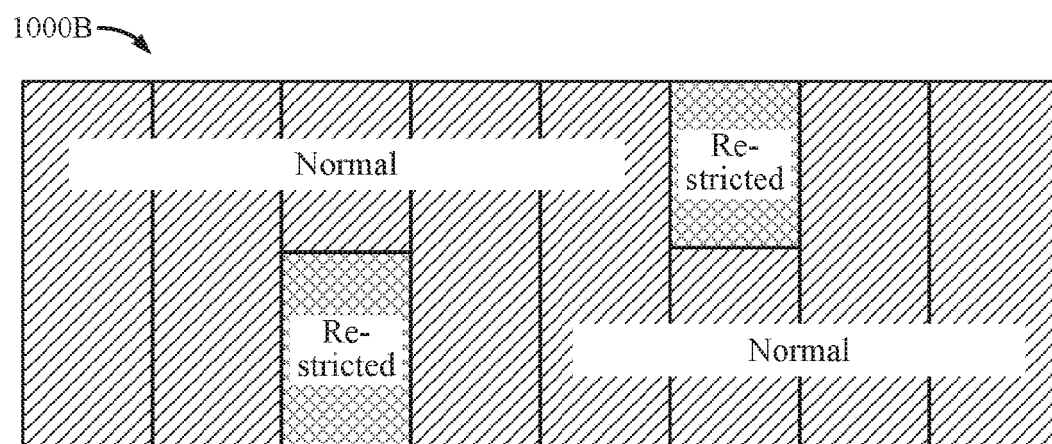 1000B
Normal
Re-
stricted
Re-
stricted
Normal